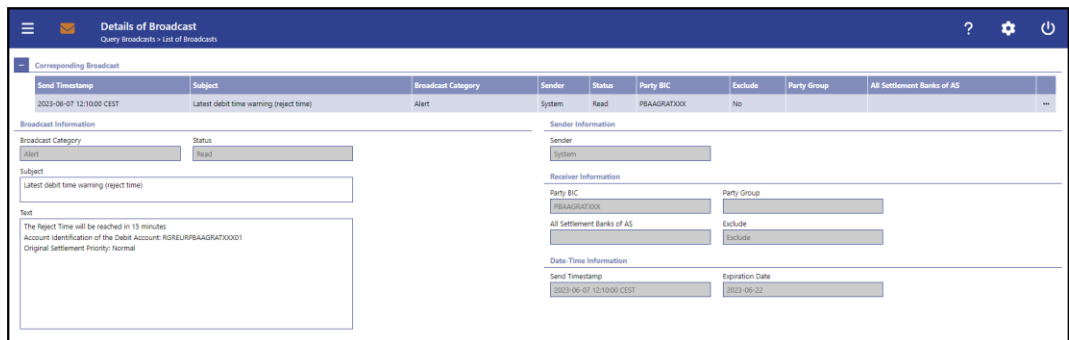 Details of Broadcast
Query Broadcasts > List of Broadcasts
?
Corresponding Broadcast
Send Timestamp Subject Broadcast Category Sender Status Party BIC Exclude Party Group All Settlement Banks of AS
2023-06-07 12:10:00 CEST Latest debit time warning (reject time) Alert System Read PBAAGRATXXX No ...
Broadcast Information
Broadcast Category Status
Alert Read
Subject
Latest debit time warning (reject time)
Text
The Reject Time will be reached in 15 minutes
Account Identification of the Debit Account: RGREURPBAAGRATXXX01
Original Settlement Priority: Normal
Sender Information
Sender
System
Receiver Information
Party BIC Party Group
PBAAGRATXXX
All Settlement Banks of AS Exclude
Exclude
Date-Time Information
Send Timestamp Expiration Date
2023-06-07 12:10:00 CEST 2023-06-22